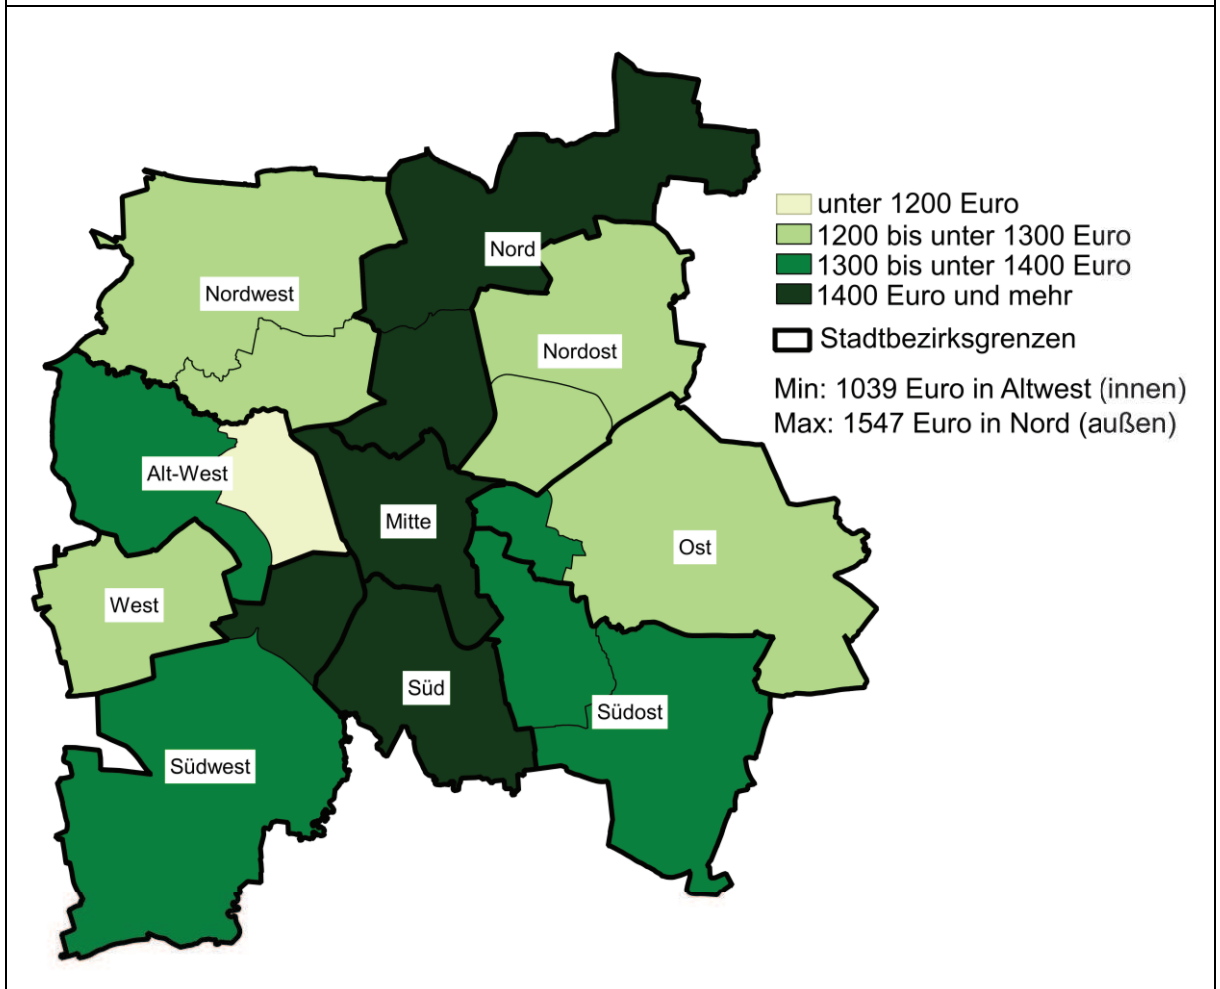 unter 1200 Euro
1200 bis unter 1300 Euro
1300 bis unter 1400 Euro
1400 Euro und mehr
Stadtbezirksgrenzen
Min: 1039 Euro in Altwest (innen)
Max: 1547 Euro in Nord (außen)
Nord
Nordwest
Nordost
Alt-West
Mitte
Ost
West
Süd
Südost
Südwest